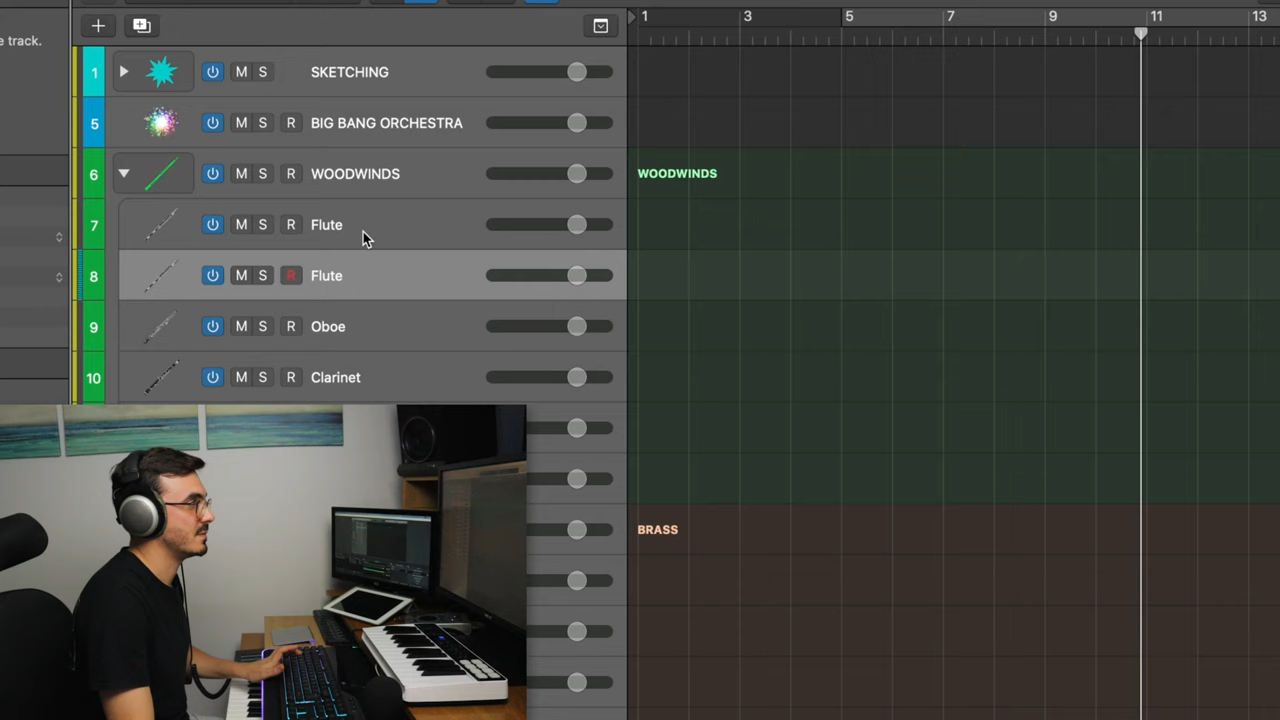 1 3 5 7 9 11 13
e track.
1 M S SKETCHING
5 M S R BIG BANG ORCHESTRA
6 M S R WOODWINDS
WOODWINDS
7 M S R Flute
8 M S R Flute
9 M S R Oboe
10 M S R Clarinet
BRASS